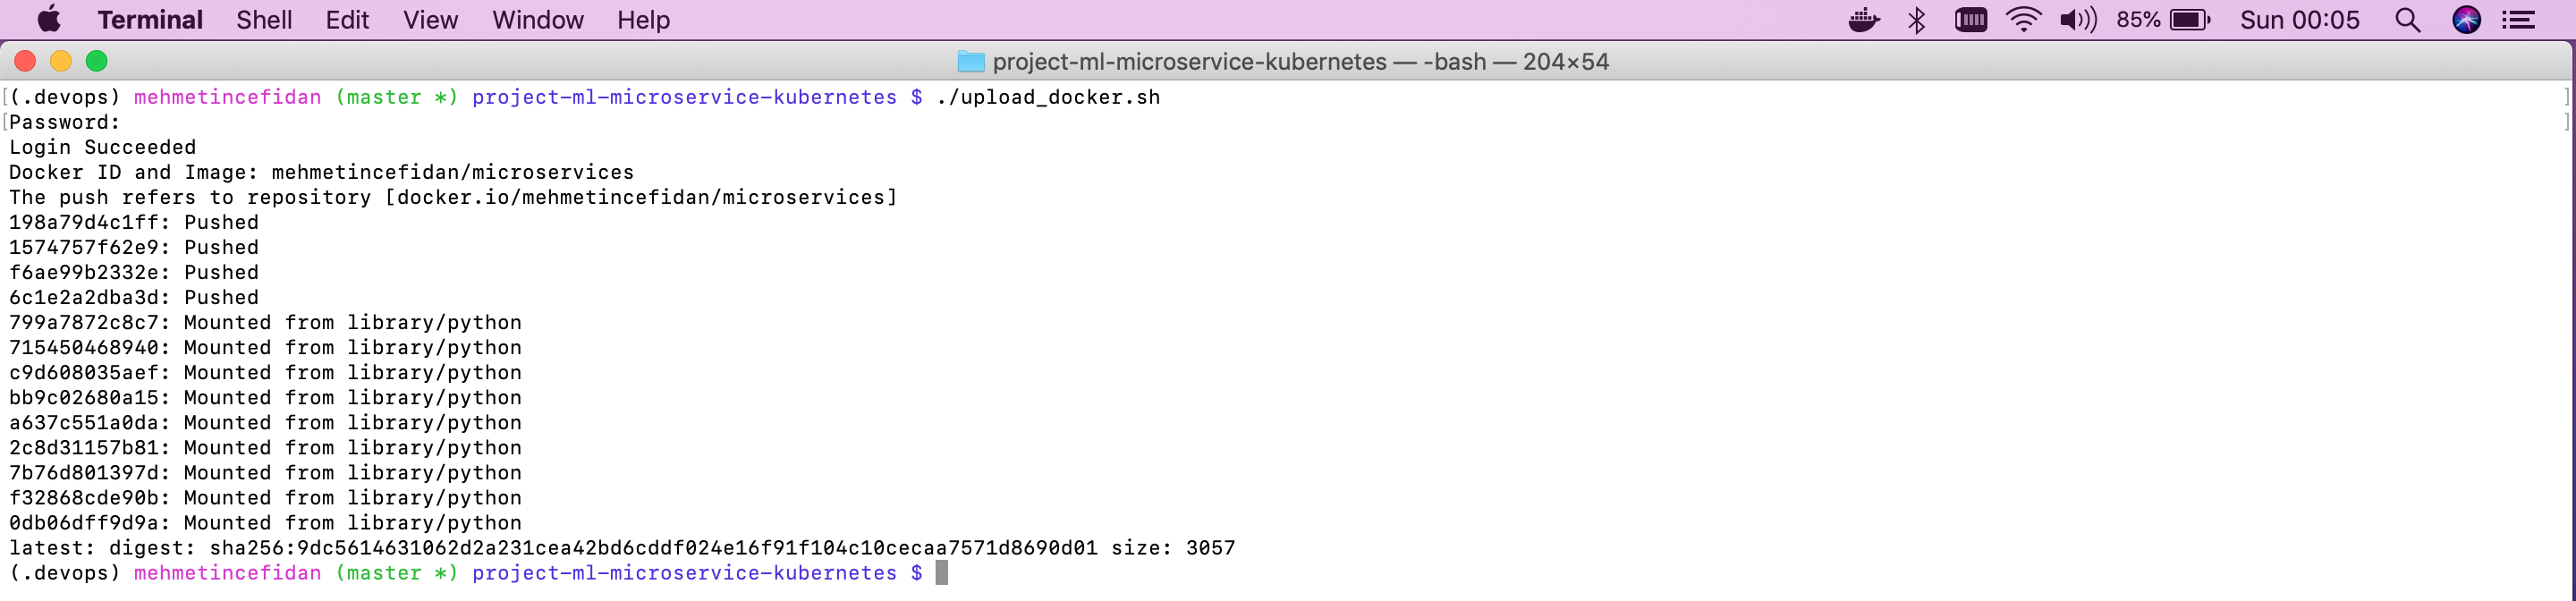 Terminal Shell Edit View Window Help 85% Sun 00:05
project-ml-microservice-kubernetes — -bash — 204×54
[(.devops) mehmetincefidan (master *) project-ml-microservice-kubernetes $ ./upload_docker.sh ]
[Password: ]
Login Succeeded
Docker ID and Image: mehmetincefidan/microservices
The push refers to repository [docker.io/mehmetincefidan/microservices]
198a79d4c1ff: Pushed
1574757f62e9: Pushed
f6ae99b2332e: Pushed
6c1e2a2dba3d: Pushed
799a7872c8c7: Mounted from library/python
715450468940: Mounted from library/python
c9d608035aef: Mounted from library/python
bb9c02680a15: Mounted from library/python
a637c551a0da: Mounted from library/python
2c8d31157b81: Mounted from library/python
7b76d801397d: Mounted from library/python
f32868cde90b: Mounted from library/python
0db06dff9d9a: Mounted from library/python
latest: digest: sha256:9dc5614631062d2a231cea42bd6cddf024e16f91f104c10cecaa7571d8690d01 size: 3057
(.devops) mehmetincefidan (master *) project-ml-microservice-kubernetes $